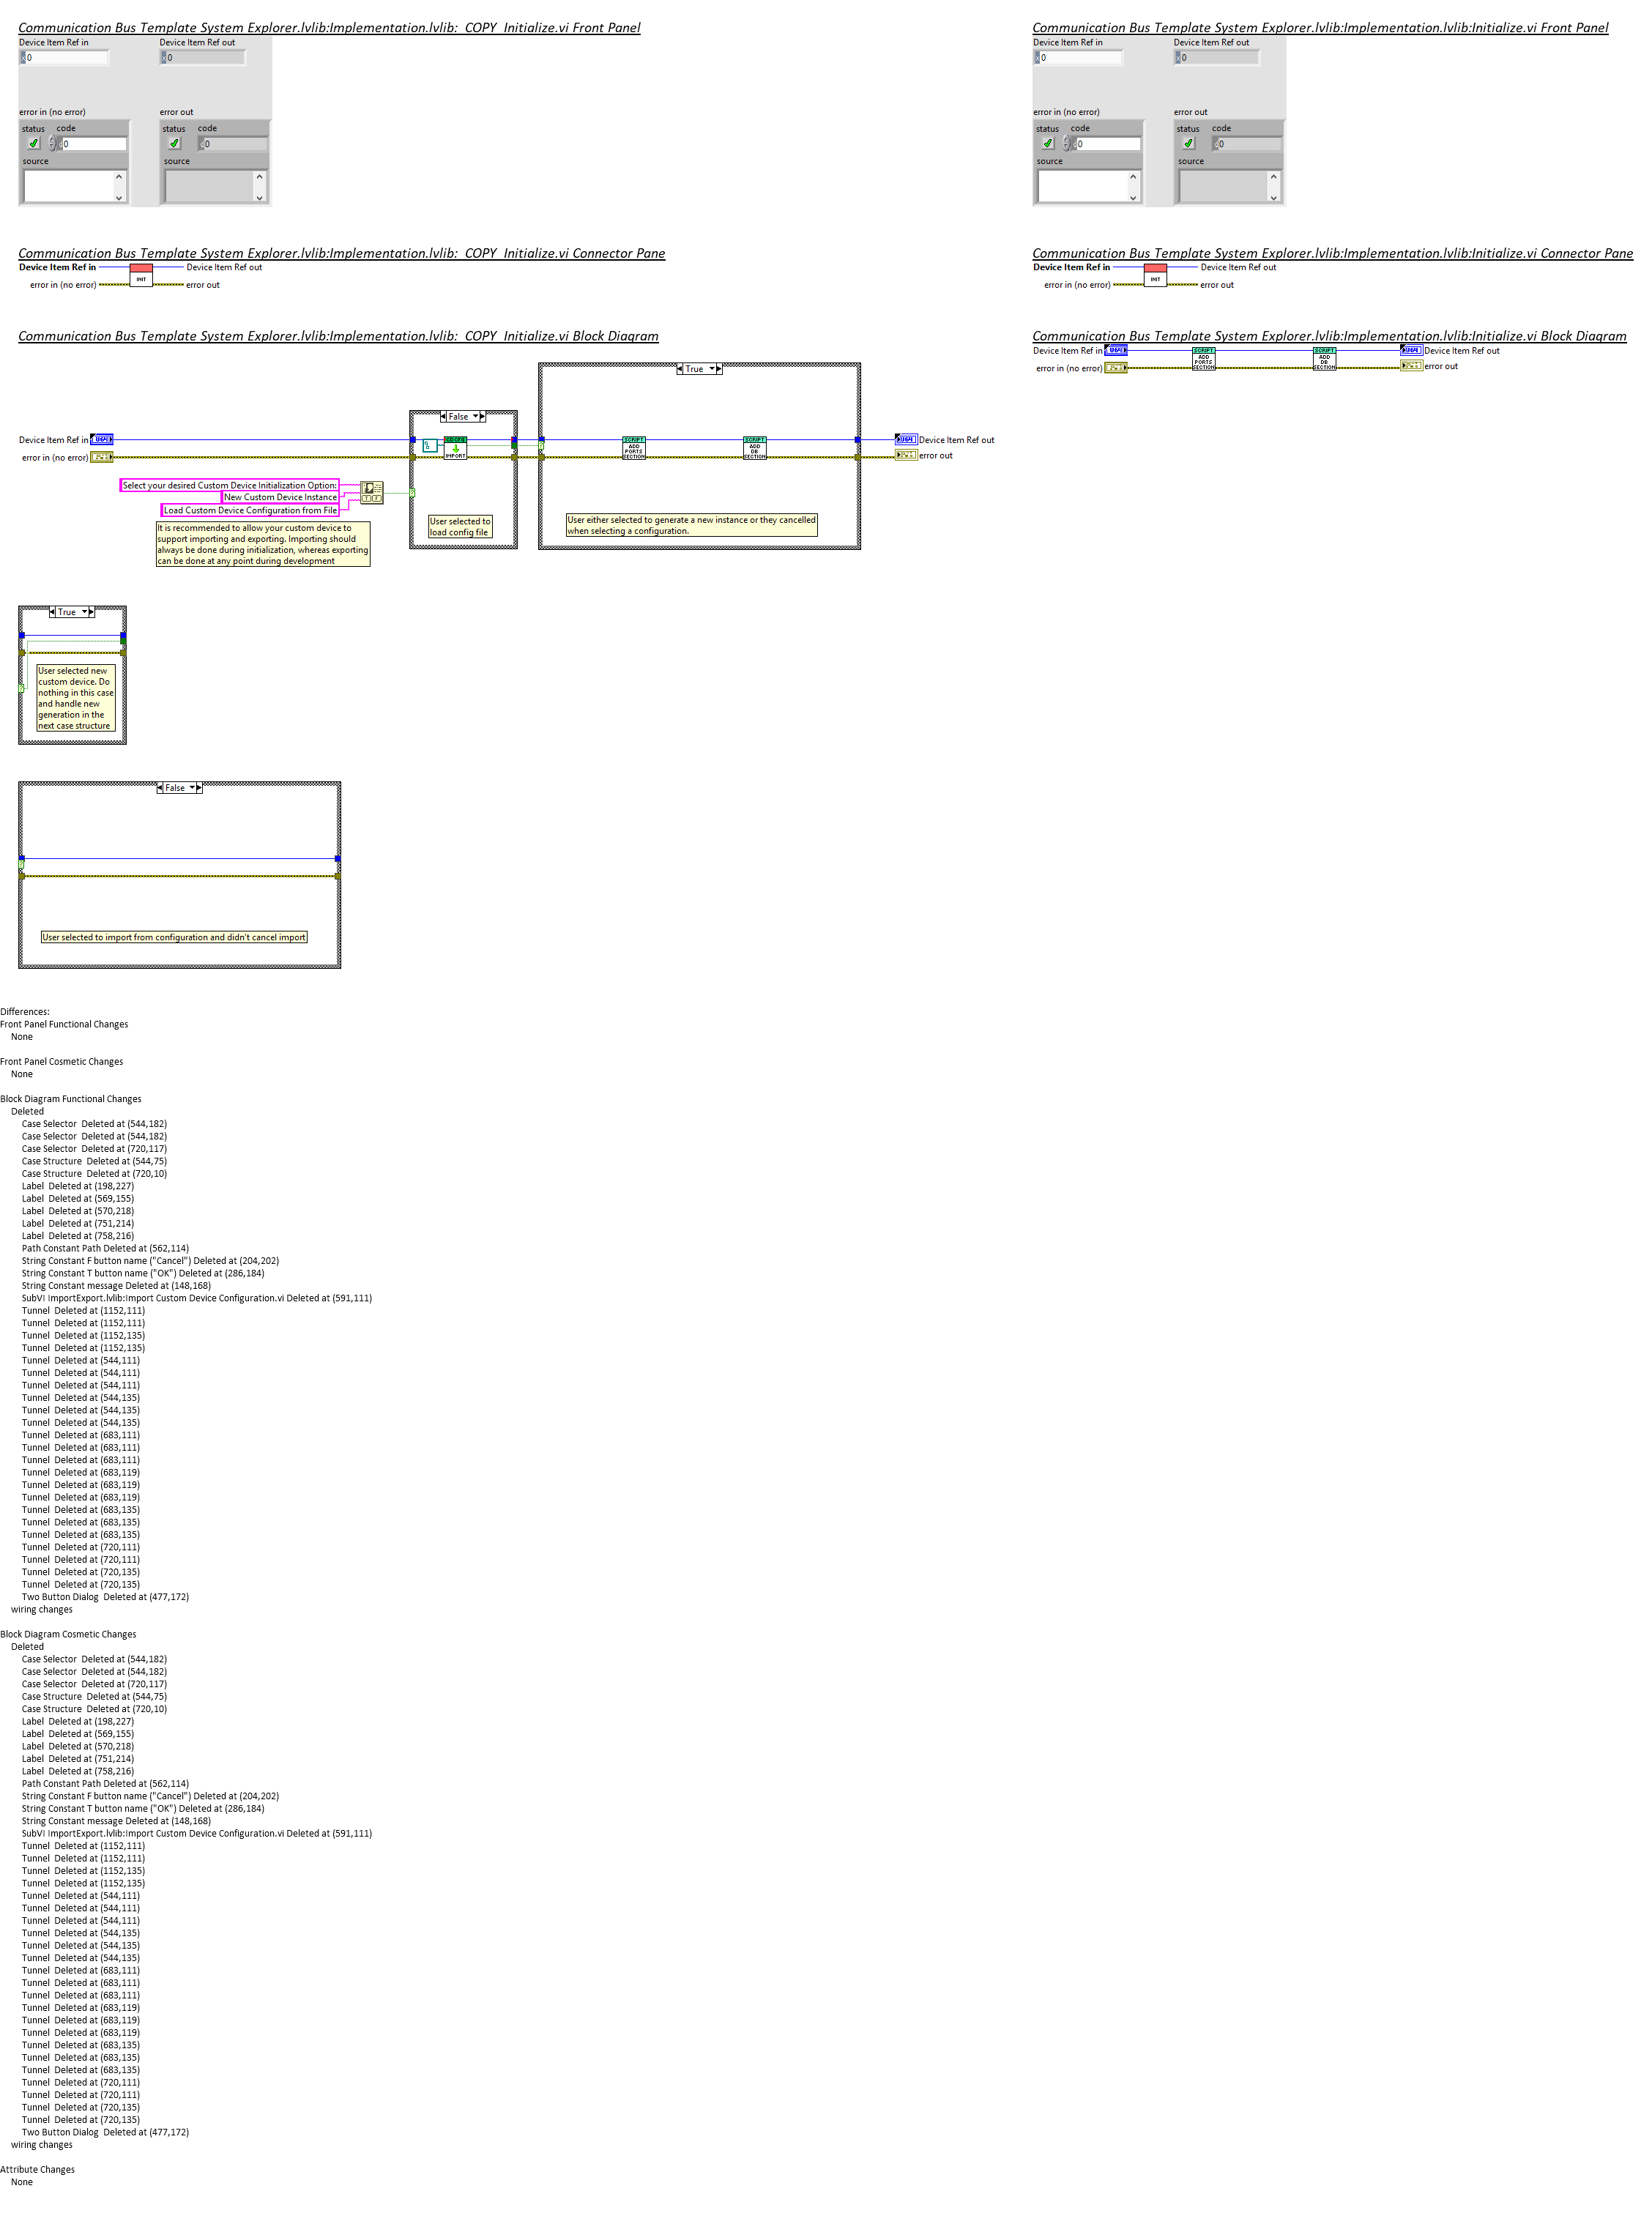 Communication Bus Template System Explorer.lvlib:Implementation.lvlib:  COPY  Initialize.vi Front Panel
Device Item Ref in
Device Item Ref out
x 0
x 0
error in (no error)
error out
status
code
status
code
d 0
d 0
source
source
Communication Bus Template System Explorer.lvlib:Implementation.lvlib:Initialize.vi Front Panel
Device Item Ref in
Device Item Ref out
x 0
x 0
error in (no error)
error out
status
code
status
code
d 0
d 0
source
source
Communication Bus Template System Explorer.lvlib:Implementation.lvlib:  COPY  Initialize.vi Connector Pane
Device Item Ref in
Device Item Ref out
INIT
error in (no error)
error out
Communication Bus Template System Explorer.lvlib:Implementation.lvlib:Initialize.vi Connector Pane
Device Item Ref in
Device Item Ref out
INIT
error in (no error)
error out
Communication Bus Template System Explorer.lvlib:Implementation.lvlib:  COPY  Initialize.vi Block Diagram
True
False
Device Item Ref in
IMPORT
SCRIPT
ADD
PORTS
SECTION
SCRIPT
ADD
DB
SECTION
Device Item Ref out
error in (no error)
error out
Select your desired Custom Device Initialization Option:
New Custom Device Instance
Load Custom Device Configuration from File
It is recommended to allow your custom device to
support importing and exporting. Importing should
always be done during initialization, whereas exporting
can be done at any point during development
User selected to
load config file
User either selected to generate a new instance or they cancelled
when selecting a configuration.
Communication Bus Template System Explorer.lvlib:Implementation.lvlib:Initialize.vi Block Diagram
Device Item Ref in
SCRIPT
ADD
PORTS
SECTION
SCRIPT
ADD
DB
SECTION
Device Item Ref out
error in (no error)
error out
True
User selected new
custom device. Do
nothing in this case
and handle new
generation in the
next case structure
False
User selected to import from configuration and didn't cancel import
Differences:
Front Panel Functional Changes
None
Front Panel Cosmetic Changes
None
Block Diagram Functional Changes
Deleted
Case Selector  Deleted at (544,182)
Case Selector  Deleted at (544,182)
Case Selector  Deleted at (720,117)
Case Structure  Deleted at (544,75)
Case Structure  Deleted at (720,10)
Label  Deleted at (198,227)
Label  Deleted at (569,155)
Label  Deleted at (570,218)
Label  Deleted at (751,214)
Label  Deleted at (758,216)
Path Constant Path Deleted at (562,114)
String Constant F button name ("Cancel") Deleted at (204,202)
String Constant T button name ("OK") Deleted at (286,184)
String Constant message Deleted at (148,168)
SubVI ImportExport.lvlib:Import Custom Device Configuration.vi Deleted at (591,111)
Tunnel  Deleted at (1152,111)
Tunnel  Deleted at (1152,111)
Tunnel  Deleted at (1152,135)
Tunnel  Deleted at (1152,135)
Tunnel  Deleted at (544,111)
Tunnel  Deleted at (544,111)
Tunnel  Deleted at (544,111)
Tunnel  Deleted at (544,135)
Tunnel  Deleted at (544,135)
Tunnel  Deleted at (544,135)
Tunnel  Deleted at (683,111)
Tunnel  Deleted at (683,111)
Tunnel  Deleted at (683,111)
Tunnel  Deleted at (683,119)
Tunnel  Deleted at (683,119)
Tunnel  Deleted at (683,119)
Tunnel  Deleted at (683,135)
Tunnel  Deleted at (683,135)
Tunnel  Deleted at (683,135)
Tunnel  Deleted at (720,111)
Tunnel  Deleted at (720,111)
Tunnel  Deleted at (720,135)
Tunnel  Deleted at (720,135)
Two Button Dialog  Deleted at (477,172)
wiring changes
Block Diagram Cosmetic Changes
Deleted
Case Selector  Deleted at (544,182)
Case Selector  Deleted at (544,182)
Case Selector  Deleted at (720,117)
Case Structure  Deleted at (544,75)
Case Structure  Deleted at (720,10)
Label  Deleted at (198,227)
Label  Deleted at (569,155)
Label  Deleted at (570,218)
Label  Deleted at (751,214)
Label  Deleted at (758,216)
Path Constant Path Deleted at (562,114)
String Constant F button name ("Cancel") Deleted at (204,202)
String Constant T button name ("OK") Deleted at (286,184)
String Constant message Deleted at (148,168)
SubVI ImportExport.lvlib:Import Custom Device Configuration.vi Deleted at (591,111)
Tunnel  Deleted at (1152,111)
Tunnel  Deleted at (1152,111)
Tunnel  Deleted at (1152,135)
Tunnel  Deleted at (1152,135)
Tunnel  Deleted at (544,111)
Tunnel  Deleted at (544,111)
Tunnel  Deleted at (544,111)
Tunnel  Deleted at (544,135)
Tunnel  Deleted at (544,135)
Tunnel  Deleted at (544,135)
Tunnel  Deleted at (683,111)
Tunnel  Deleted at (683,111)
Tunnel  Deleted at (683,111)
Tunnel  Deleted at (683,119)
Tunnel  Deleted at (683,119)
Tunnel  Deleted at (683,119)
Tunnel  Deleted at (683,135)
Tunnel  Deleted at (683,135)
Tunnel  Deleted at (683,135)
Tunnel  Deleted at (720,111)
Tunnel  Deleted at (720,111)
Tunnel  Deleted at (720,135)
Tunnel  Deleted at (720,135)
Two Button Dialog  Deleted at (477,172)
wiring changes
Attribute Changes
None